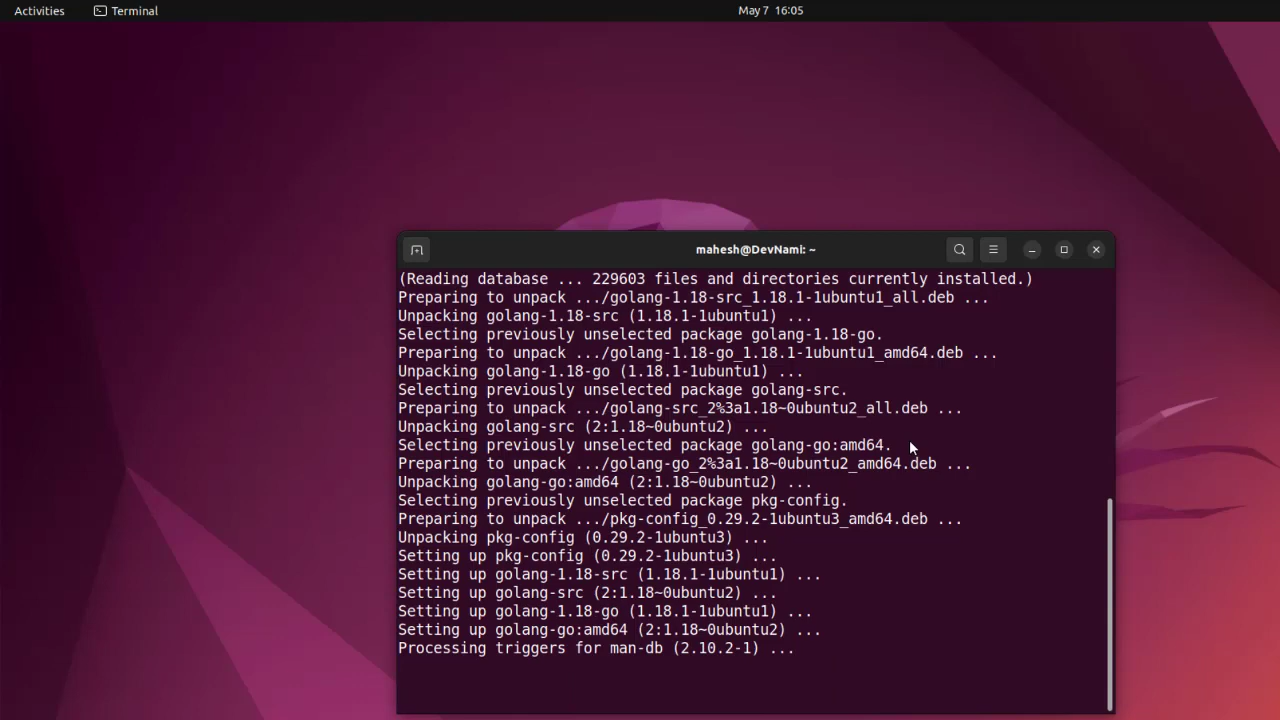 Activities Terminal May 7 16:05
mahesh@DevNami: ~
(Reading database ... 229603 files and directories currently installed.)
Preparing to unpack .../golang-1.18-src_1.18.1-1ubuntu1_all.deb ...
Unpacking golang-1.18-src (1.18.1-1ubuntu1) ...
Selecting previously unselected package golang-1.18-go.
Preparing to unpack .../golang-1.18-go_1.18.1-1ubuntu1_amd64.deb ...
Unpacking golang-1.18-go (1.18.1-1ubuntu1) ...
Selecting previously unselected package golang-src.
Preparing to unpack .../golang-src_2%3a1.18~0ubuntu2_all.deb ...
Unpacking golang-src (2:1.18~0ubuntu2) ...
Selecting previously unselected package golang-go:amd64.
Preparing to unpack .../golang-go_2%3a1.18~0ubuntu2_amd64.deb ...
Unpacking golang-go:amd64 (2:1.18~0ubuntu2) ...
Selecting previously unselected package pkg-config.
Preparing to unpack .../pkg-config_0.29.2-1ubuntu3_amd64.deb ...
Unpacking pkg-config (0.29.2-1ubuntu3) ...
Setting up pkg-config (0.29.2-1ubuntu3) ...
Setting up golang-1.18-src (1.18.1-1ubuntu1) ...
Setting up golang-src (2:1.18~0ubuntu2) ...
Setting up golang-1.18-go (1.18.1-1ubuntu1) ...
Setting up golang-go:amd64 (2:1.18~0ubuntu2) ...
Processing triggers for man-db (2.10.2-1) ...